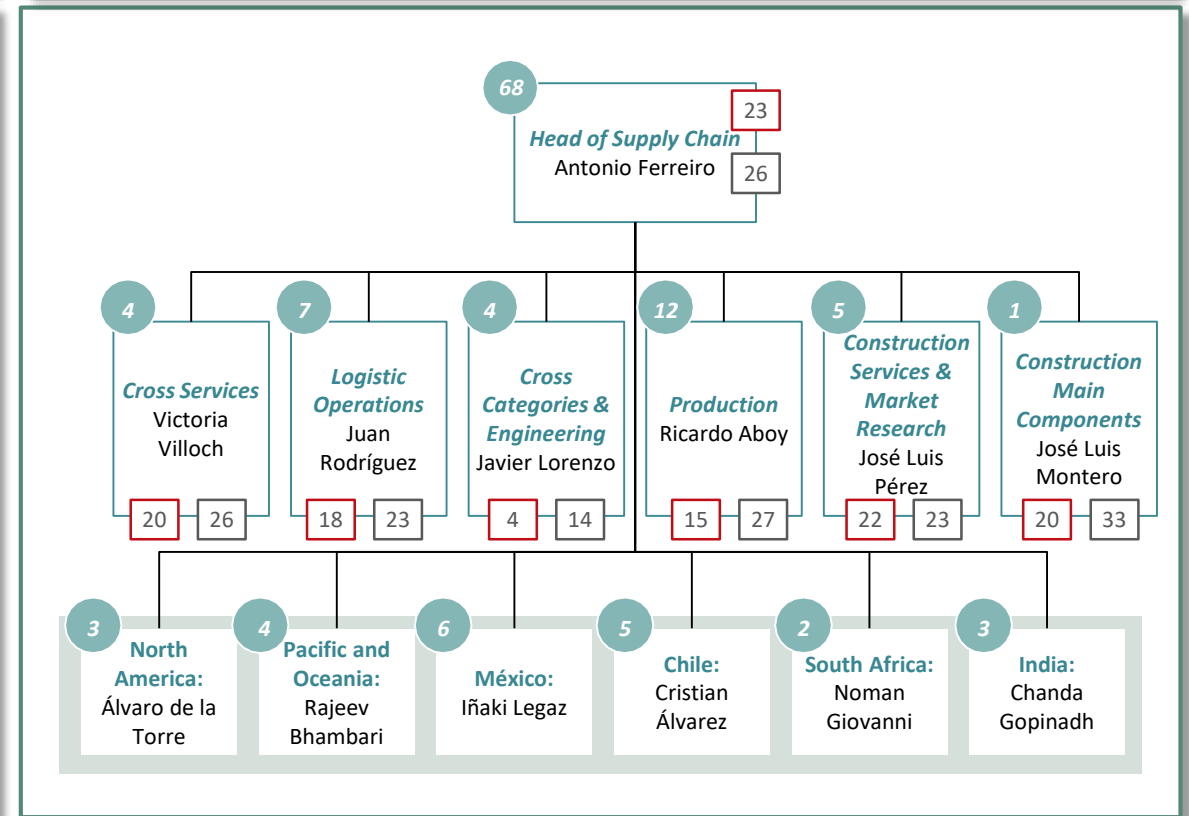 68
23
Head of Supply Chain
Antonio Ferreiro
26
4
Cross Services
Victoria
Villoch
20
26
7
Logistic
Operations
Juan
Rodríguez
18
23
4
Cross
Categories &
Engineering
Javier Lorenzo
4
14
12
Production
Ricardo Aboy
15
27
5
Construction
Services &
Market
Research
José Luis
Pérez
22
23
1
Construction
Main
Components
José Luis
Montero
20
33
3
North
America:
Álvaro de la
Torre
4
Pacific and
Oceania:
Rajeev
Bhambari
6
México:
Iñaki Legaz
5
Chile:
Cristian
Álvarez
2
South Africa:
Noman
Giovanni
3
India:
Chanda
Gopinadh